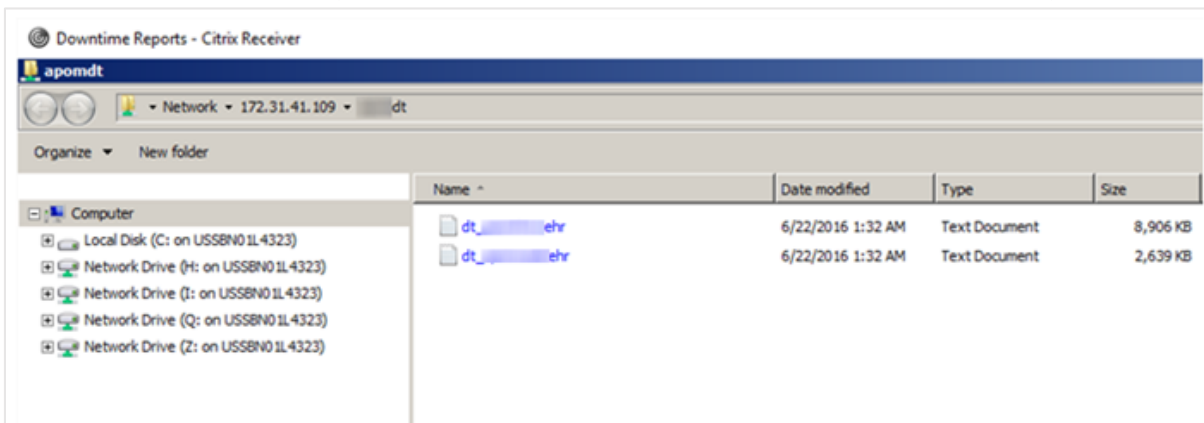 Downtime Reports - Citrix Receiver
apomdt
Network 172.31.41.109 dt
Organize New folder
Name Date modified Type Size
Computer
Local Disk (C: on USSBN01L4323)
Network Drive (H: on USSBN01L4323)
Network Drive (I: on USSBN01L4323)
Network Drive (Q: on USSBN01L4323)
Network Drive (Z: on USSBN01L4323)
dt_ ehr 6/22/2016 1:32 AM Text Document 8,906 KB
dt_ ehr 6/22/2016 1:32 AM Text Document 2,639 KB